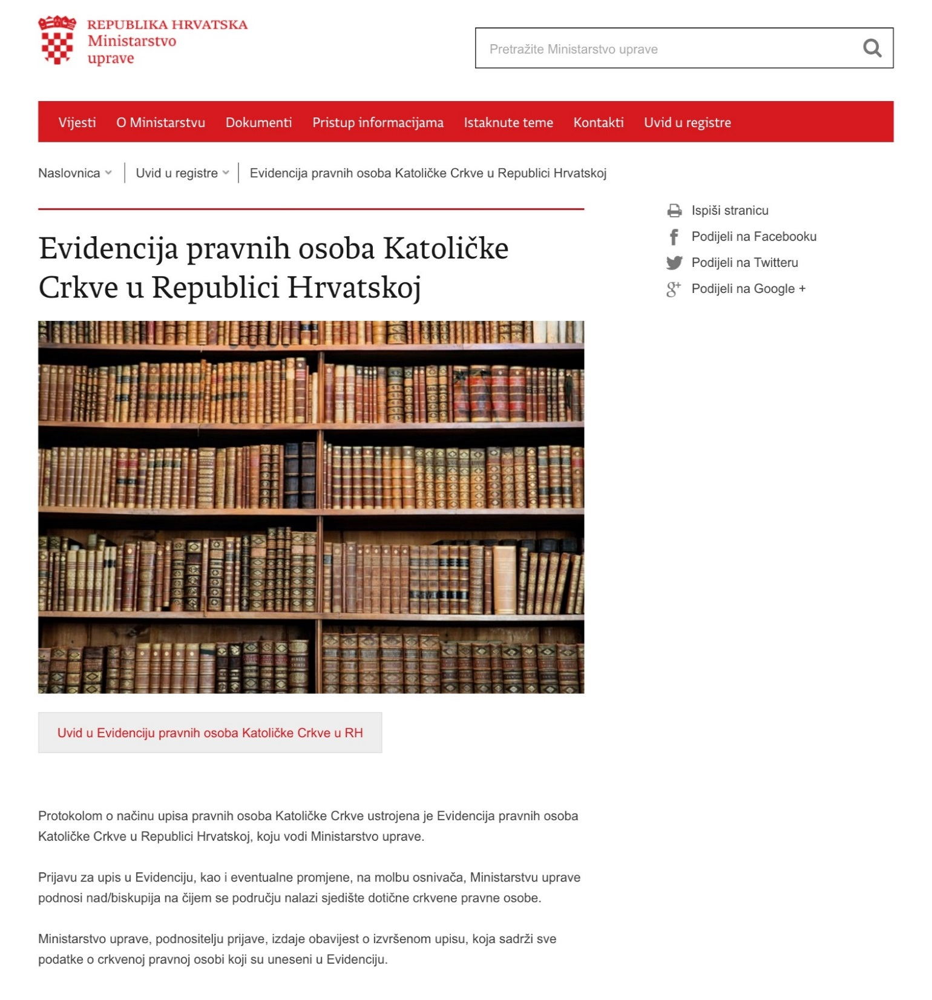 REPUBLIKA HRVATSKA
Ministarstvo
uprave
Pretražite Ministarstvo uprave
Vijesti O Ministarstvu Dokumenti Pristup informacijama Istaknute teme Kontakti Uvid u registre
Naslovnica Uvid u registre Evidencija pravnih osoba Katoličke Crkve u Republici Hrvatskoj
Evidencija pravnih osoba Katoličke
Crkve u Republici Hrvatskoj
Ispiši stranicu
Podijeli na Facebooku
Podijeli na Twitteru
Podijeli na Google +
Uvid u Evidenciju pravnih osoba Katoličke Crkve u RH
Protokolom o načinu upisa pravnih osoba Katoličke Crkve ustrojena je Evidencija pravnih osoba
Katoličke Crkve u Republici Hrvatskoj, koju vodi Ministarstvo uprave.
Prijavu za upis u Evidenciju, kao i eventualne promjene, na molbu osnivača, Ministarstvu uprave
podnosi nad/biskupija na čijem se području nalazi sjedište dotične crkvene pravne osobe.
Ministarstvo uprave, podnositelju prijave, izdaje obavijest o izvršenom upisu, koja sadrži sve
podatke o crkvenoj pravnoj osobi koji su uneseni u Evidenciju.